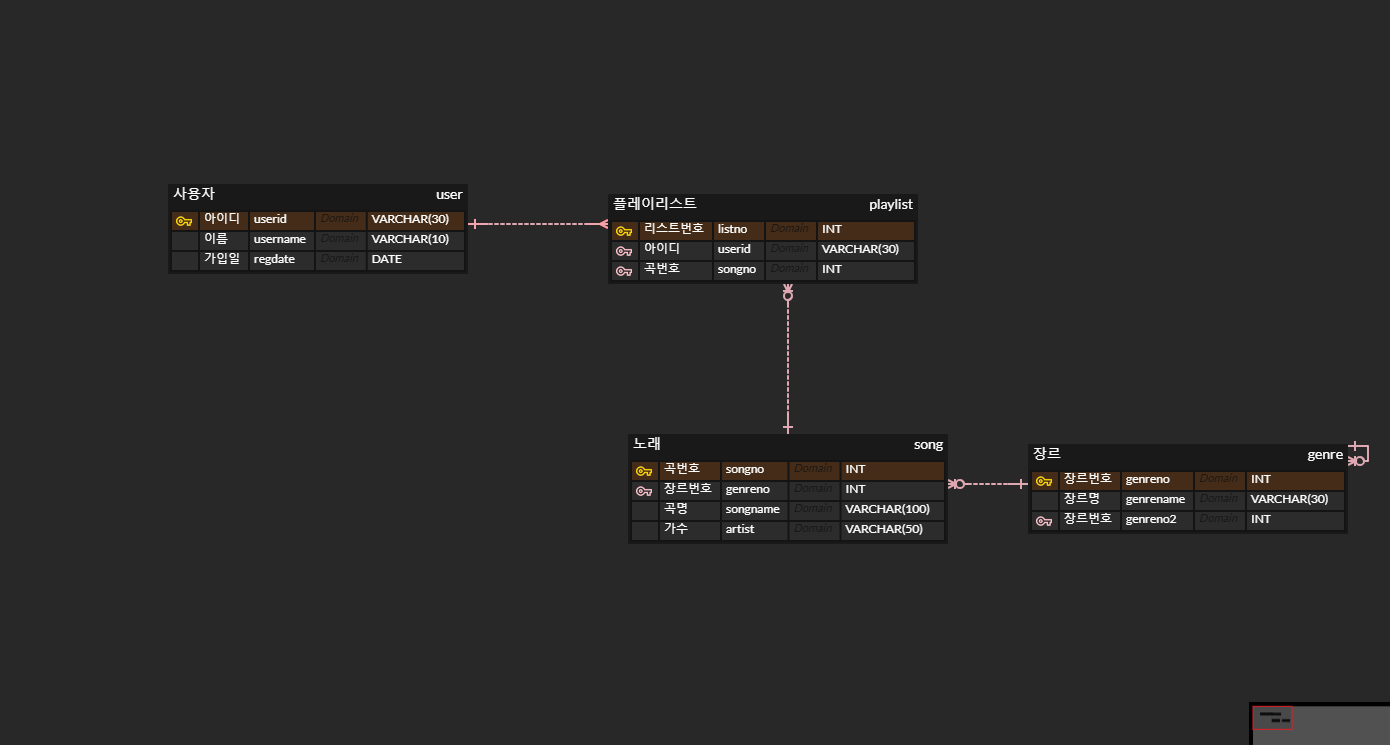 사용자 user
아이디 userid Domain VARCHAR(30)
이름 username Domain VARCHAR(10)
가입일 regdate Domain DATE
플레이리스트 playlist
리스트번호 listno Domain INT
아이디 userid Domain VARCHAR(30)
곡번호 songno Domain INT
노래 song
곡번호 songno Domain INT
장르번호 genreno Domain INT
곡명 songname Domain VARCHAR(100)
가수 artist Domain VARCHAR(50)
장르 genre
장르번호 genreno Domain INT
장르명 genrename Domain VARCHAR(30)
장르번호 genreno2 Domain INT